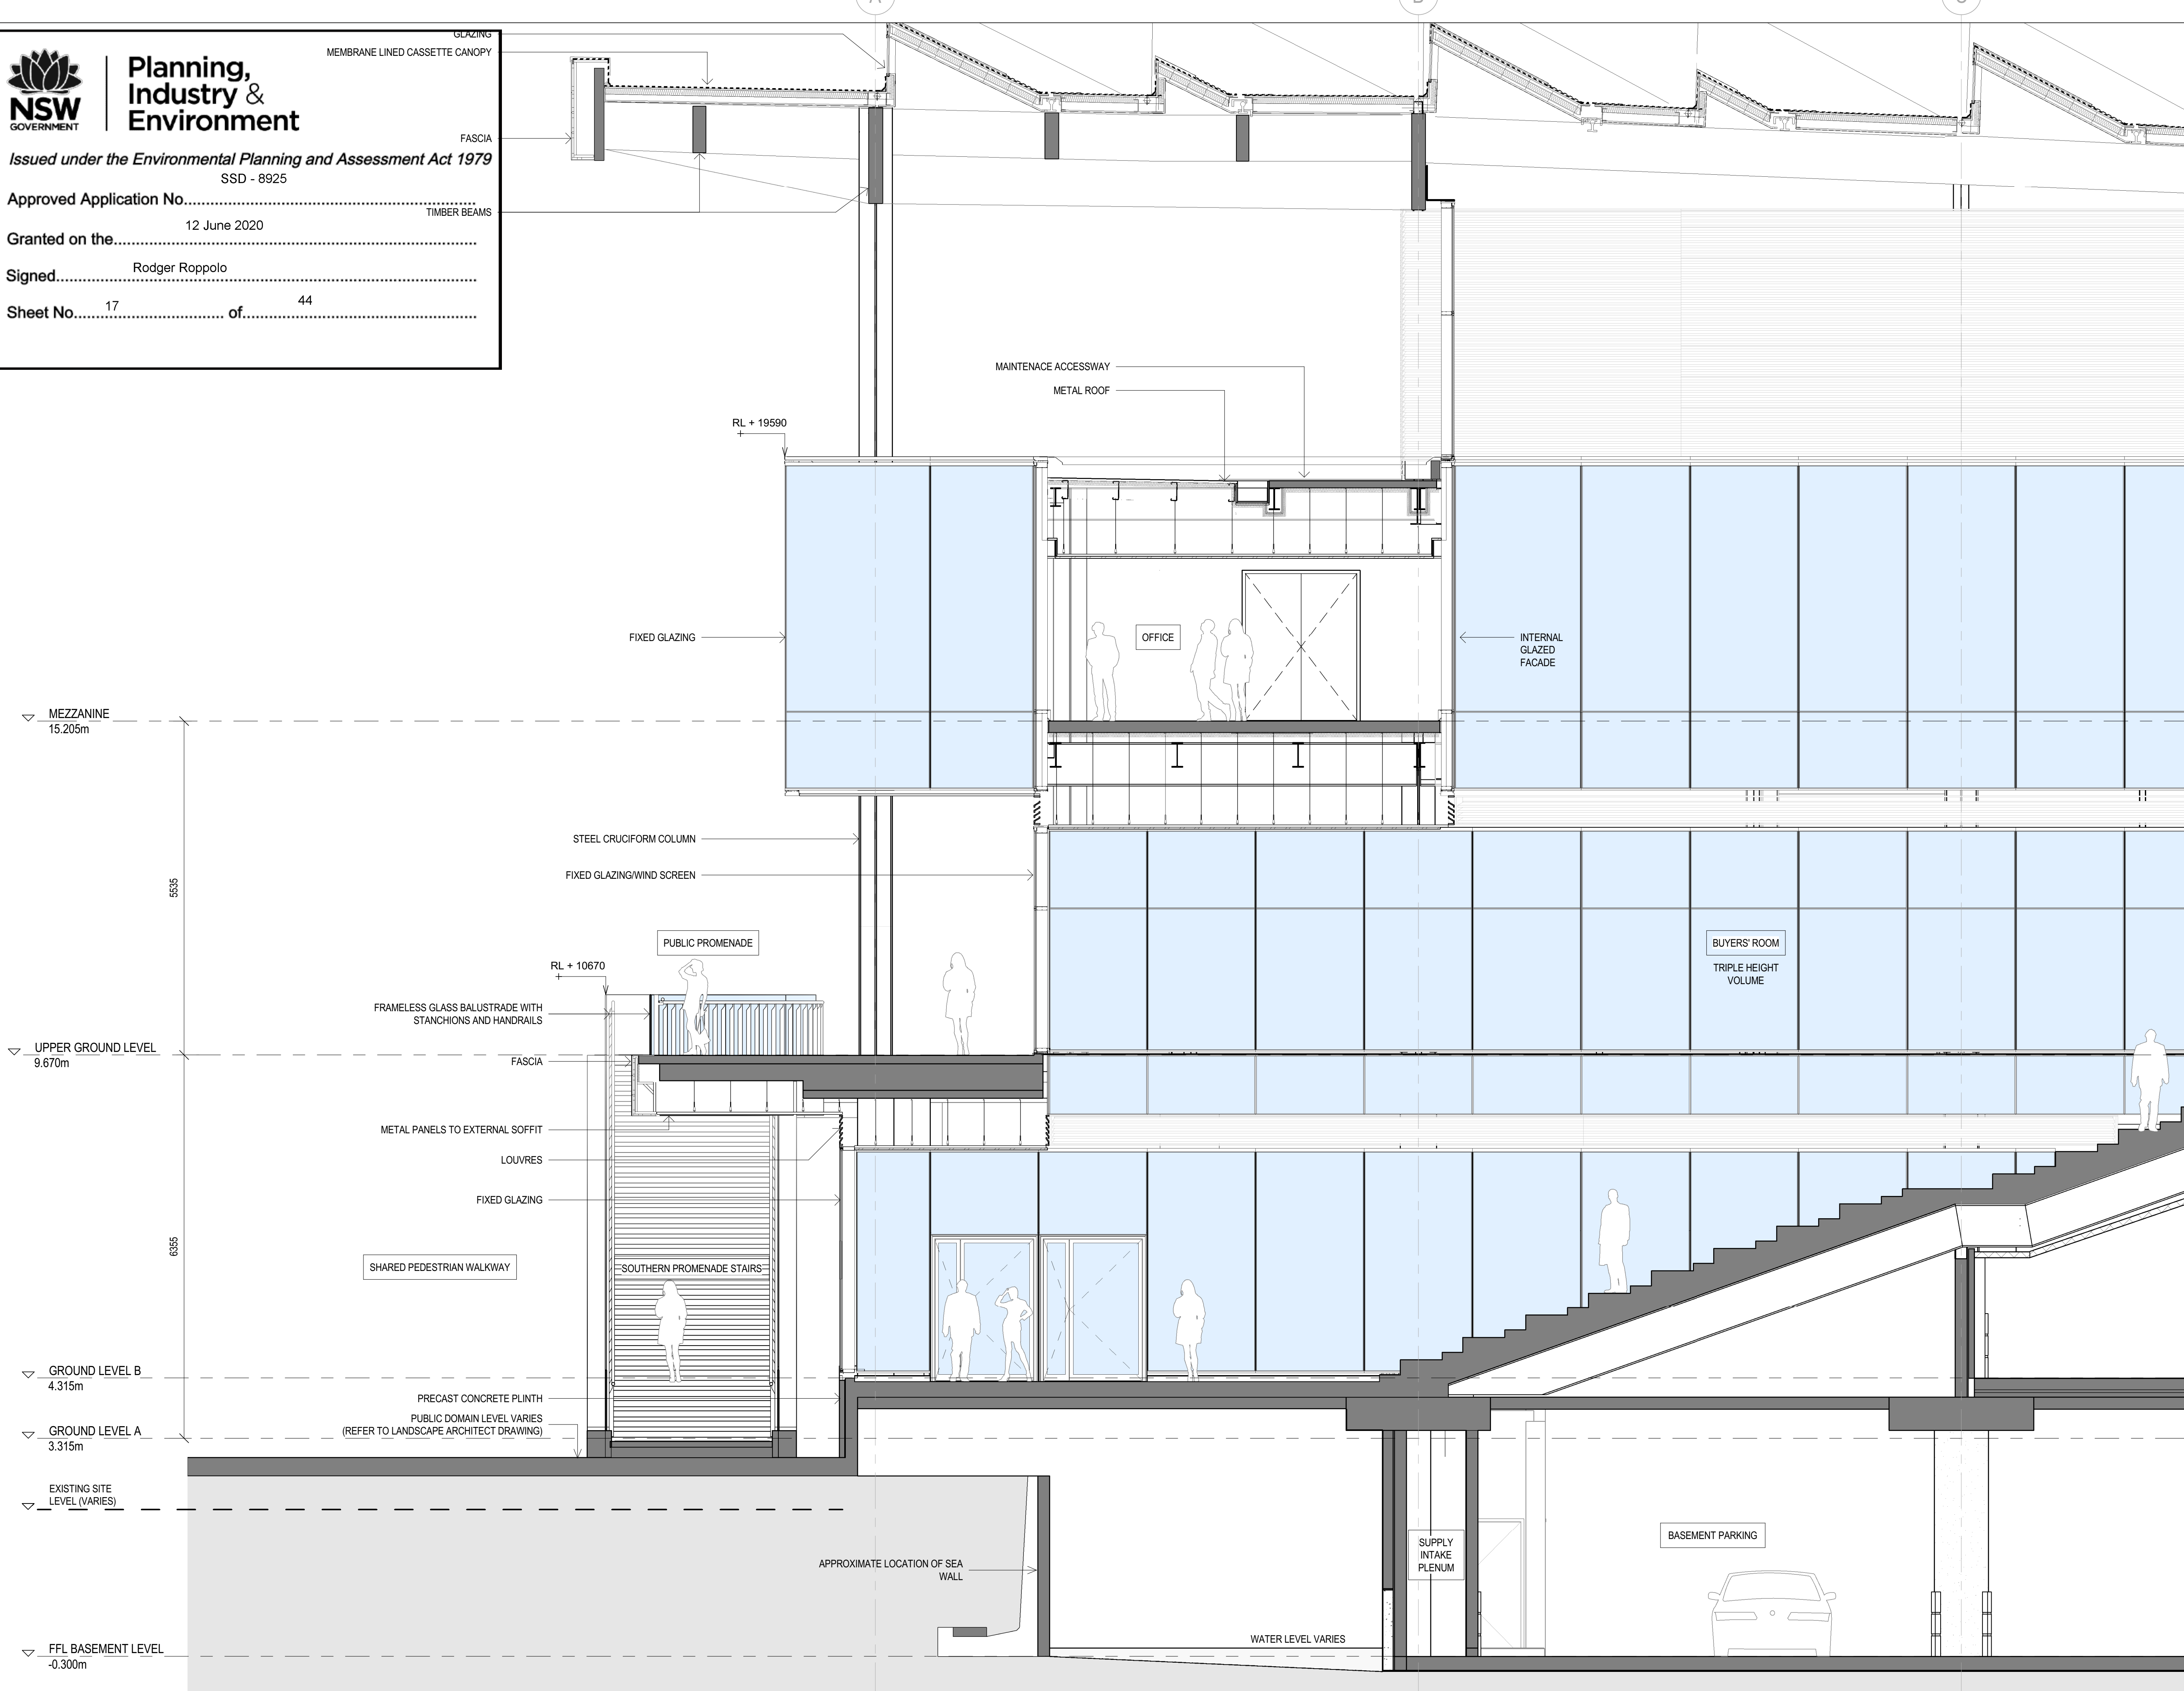 A
B
C
Planning,
Industry &
Environment
NSW
GOVERNMENT
Issued under the Environmental Planning and Assessment Act 1979
SSD - 8925
Approved Application No.
12 June 2020
Granted on the
Rodger Roppolo
Signed
Sheet No. 17 of 44
GLAZING
MEMBRANE LINED CASSETTE CANOPY
FASCIA
TIMBER BEAMS
MAINTENACE ACCESSWAY
METAL ROOF
RL + 19590
FIXED GLAZING
OFFICE
INTERNAL
GLAZED
FACADE
MEZZANINE
15.205m
STEEL CRUCIFORM COLUMN
FIXED GLAZING/WIND SCREEN
5535
PUBLIC PROMENADE
BUYERS' ROOM
TRIPLE HEIGHT
VOLUME
RL + 10670
FRAMELESS GLASS BALUSTRADE WITH
STANCHIONS AND HANDRAILS
UPPER GROUND LEVEL
9.670m
FASCIA
METAL PANELS TO EXTERNAL SOFFIT
LOUVRES
FIXED GLAZING
6355
SHARED PEDESTRIAN WALKWAY
SOUTHERN PROMENADE STAIRS
GROUND LEVEL B
4.315m
PRECAST CONCRETE PLINTH
PUBLIC DOMAIN LEVEL VARIES
(REFER TO LANDSCAPE ARCHITECT DRAWING)
GROUND LEVEL A
3.315m
EXISTING SITE
LEVEL (VARIES)
APPROXIMATE LOCATION OF SEA
WALL
SUPPLY
INTAKE
PLENUM
BASEMENT PARKING
WATER LEVEL VARIES
FFL BASEMENT LEVEL
-0.300m